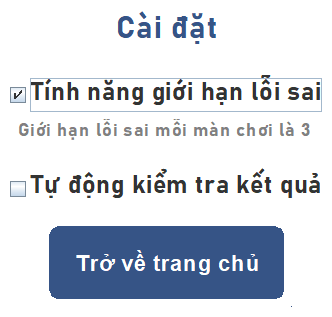 Cài đặt
Tính năng giới hạn lỗi sai
Giới hạn lỗi sai mỗi màn chơi là 3
Tự động kiểm tra kết quả
Trở về trang chủ